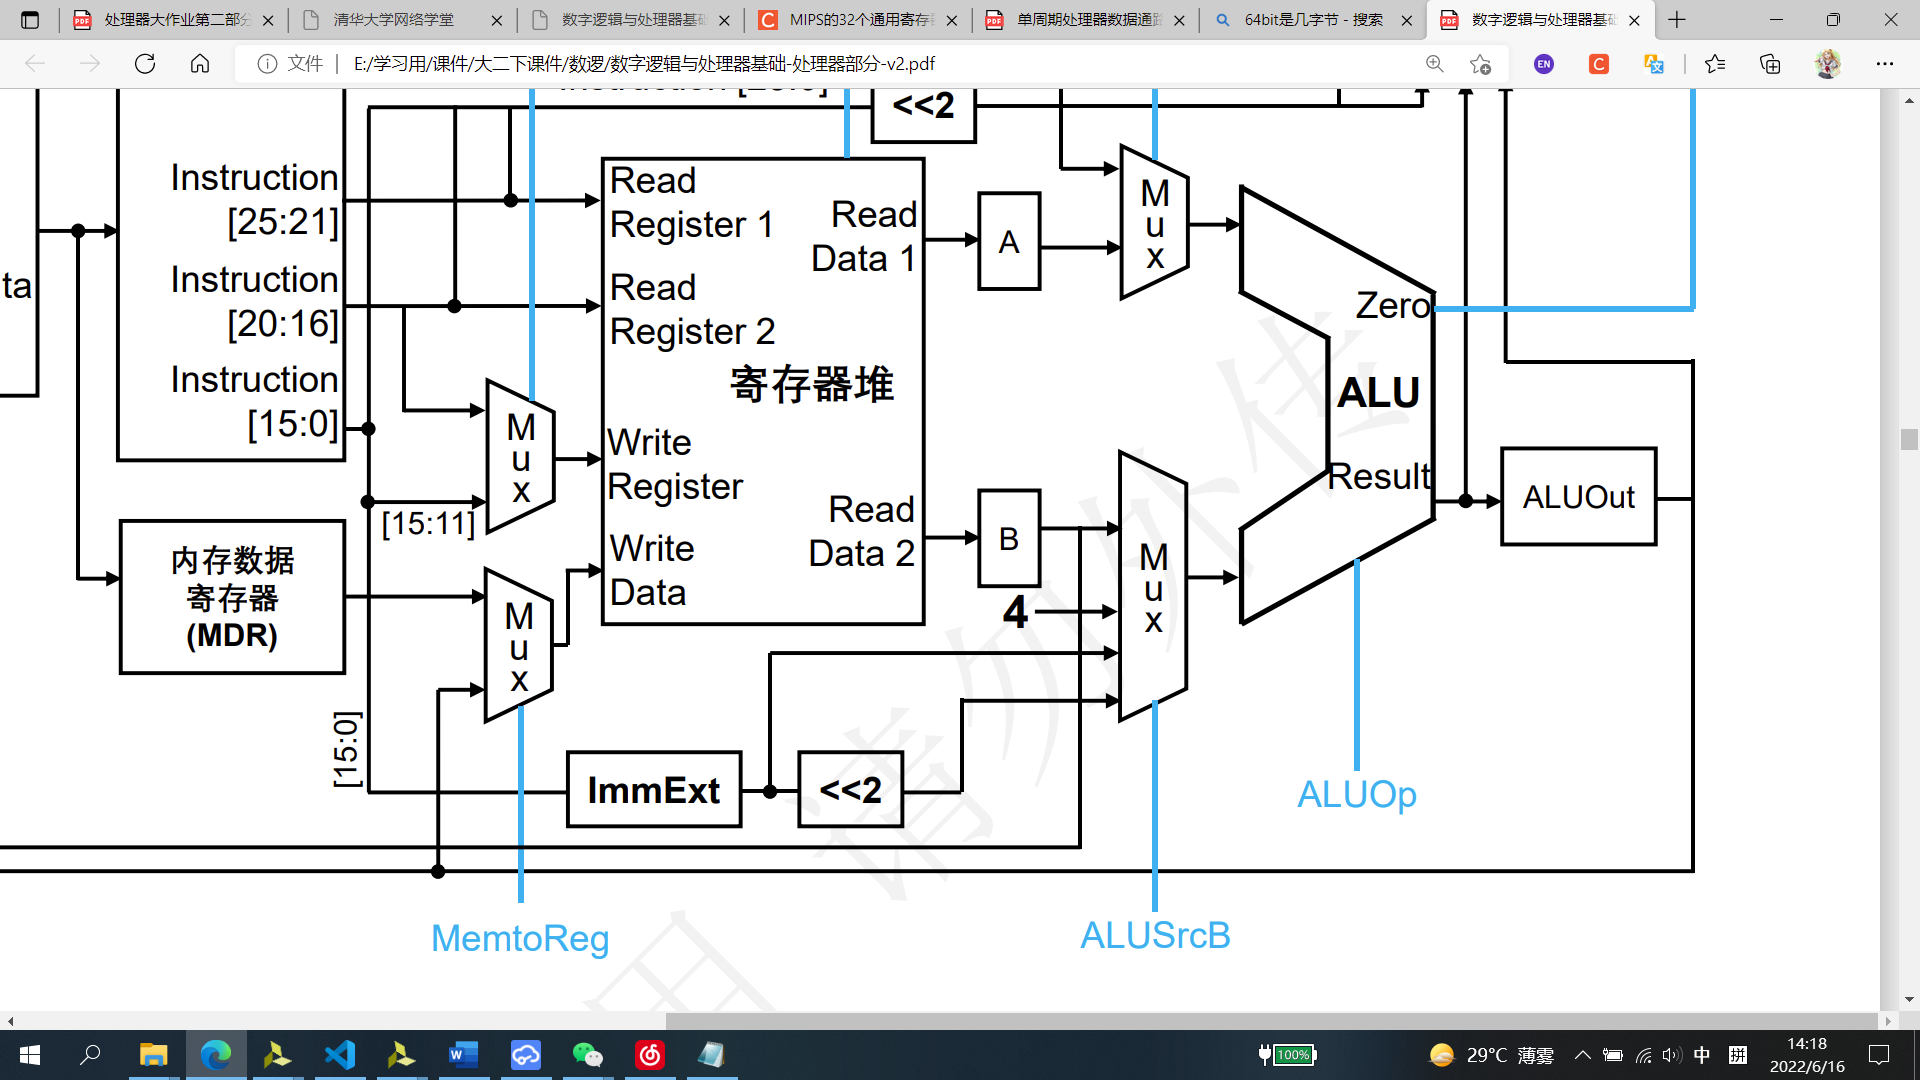 处理器大作业第二部分
清华大学网络学堂
数字逻辑与处理器基础
MIPS的32个通用寄存器
单周期处理器数据通路
64bit是几字节 - 搜索
数字逻辑与处理器基础
文件
E:/学习用/课件/大二下课件/数逻/数字逻辑与处理器基础-处理器部分-v2.pdf
EN
<<2
Instruction
[25:21]
Instruction
[20:16]
Instruction
[15:0]
ta
Read
Register 1
Read
Data 1
Read
Register 2
寄存器堆
Write
Register
Read
Data 2
Write
Data
A
B
4
M
u
x
M
u
x
M
u
x
M
u
x
[15:11]
[15:0]
内存数据
寄存器
(MDR)
Zero
ALU
Result
ALUOut
ImmExt
<<2
ALUOp
MemtoReg
ALUSrcB
请勿外传
用
100%
29°C 薄雾
中
拼
14:18
2022/6/16